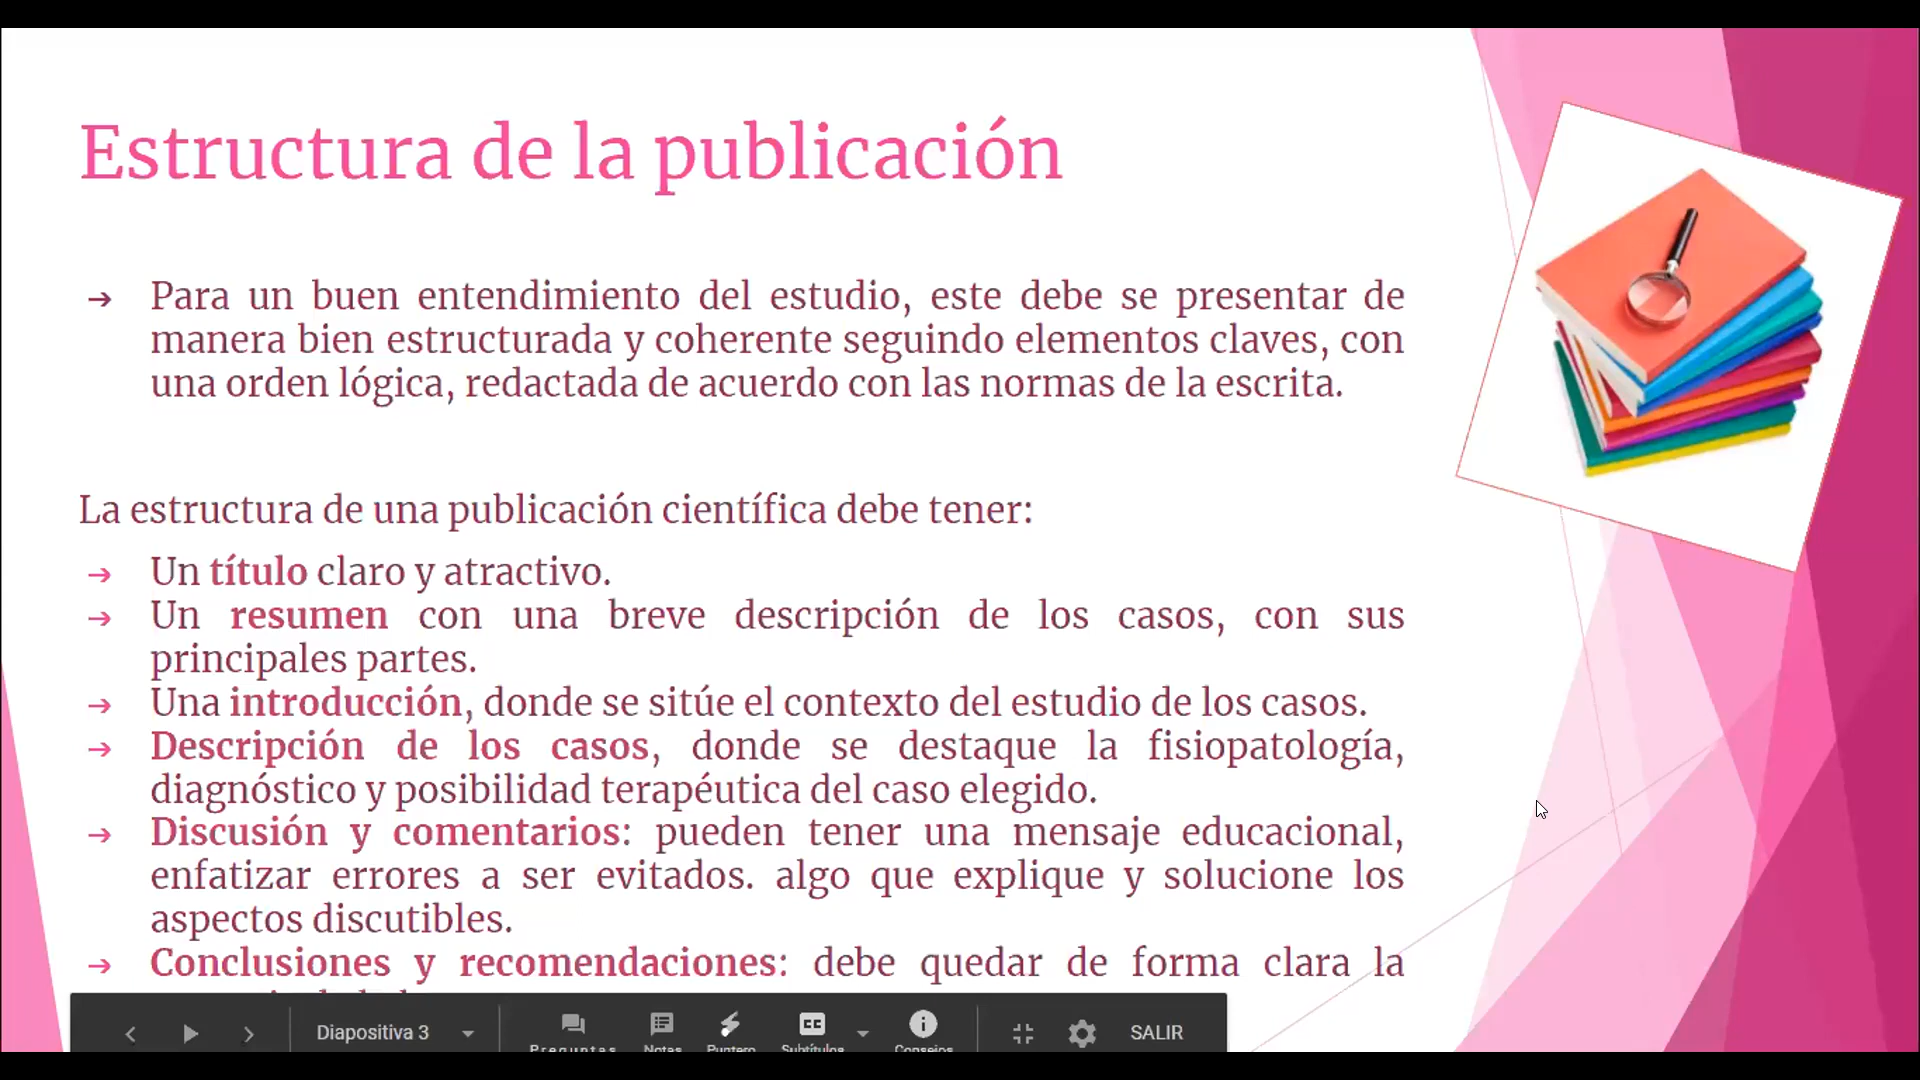 Estructura de la publicación
➔ Para un buen entendimiento del estudio, este debe se presentar de
manera bien estructurada y coherente seguindo elementos claves, con
una orden lógica, redactada de acuerdo con las normas de la escrita.
La estructura de una publicación científica debe tener:
➔ Un título claro y atractivo.
➔ Un resumen con una breve descripción de los casos, con sus
principales partes.
➔ Una introducción, donde se sitúe el contexto del estudio de los casos.
➔ Descripción de los casos, donde se destaque la fisiopatología,
diagnóstico y posibilidad terapéutica del caso elegido.
➔ Discusión y comentarios: pueden tener una mensaje educacional,
enfatizar errores a ser evitados. algo que explique y solucione los
aspectos discutibles.
➔ Conclusiones y recomendaciones: debe quedar de forma clara la
Diapositiva 3
Preguntas
Notas
Puntero
CC
Subtítulos
Consejos
SALIR